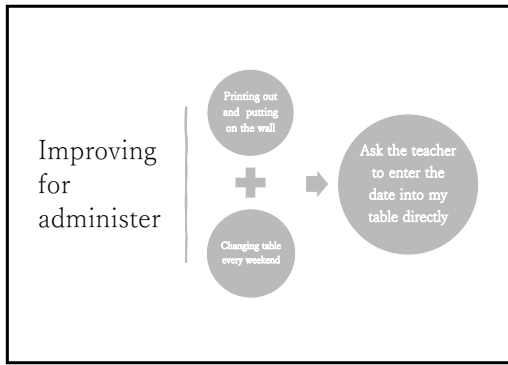 Improving
for
administer
Printing out
and putting
on the wall
Changing table
every weekend
Ask the teacher
to enter the
date into my
table directly